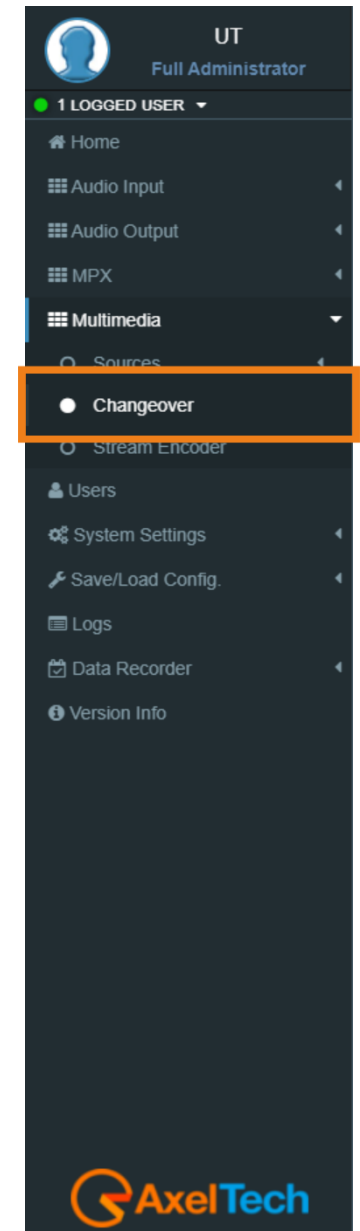 UT
Full Administrator
1 LOGGED USER
Home
Audio Input
Audio Output
MPX
Multimedia
Sources
Changeover
Stream Encoder
Users
System Settings
Save/Load Config.
Logs
Data Recorder
Version Info
AxelTech